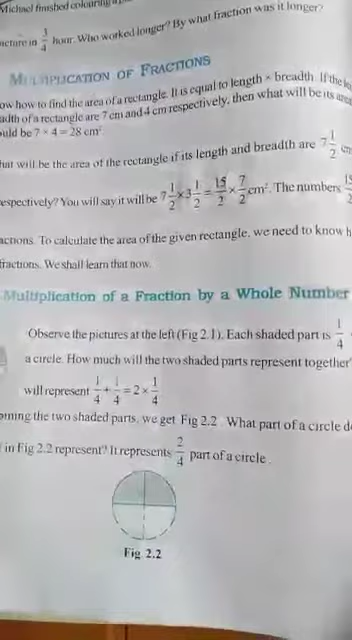 Michael finished colouring
picture in 3/4 hour. Who worked longer? By what fraction was it longer?
MULTIPLICATION OF FRACTIONS
ow how to find the area of a rectangle. It is equal to length × breadth. If the
adth of a rectangle are 7 cm and 4 cm respectively, then what will be its area
ould be 7 × 4 = 28 cm².
hat will be the area of the rectangle if its length and breadth are 7 1/2 cm
espectively? You will say it will be 7 1/2 × 3 1/2 = 15/2 × 7/2 cm². The numbers 15/2
actions. To calculate the area of the given rectangle, we need to know h
fractions. We shall learn that now.
Multiplication of a Fraction by a Whole Number
Observe the pictures at the left (Fig 2.1). Each shaded part is 1/4
a circle. How much will the two shaded parts represent together
will represent 1/4 + 1/4 = 2 × 1/4
oining the two shaded parts, we get Fig 2.2. What part of a circle d
in Fig 2.2 represent? It represents 2/4 part of a circle.
Fig 2.2